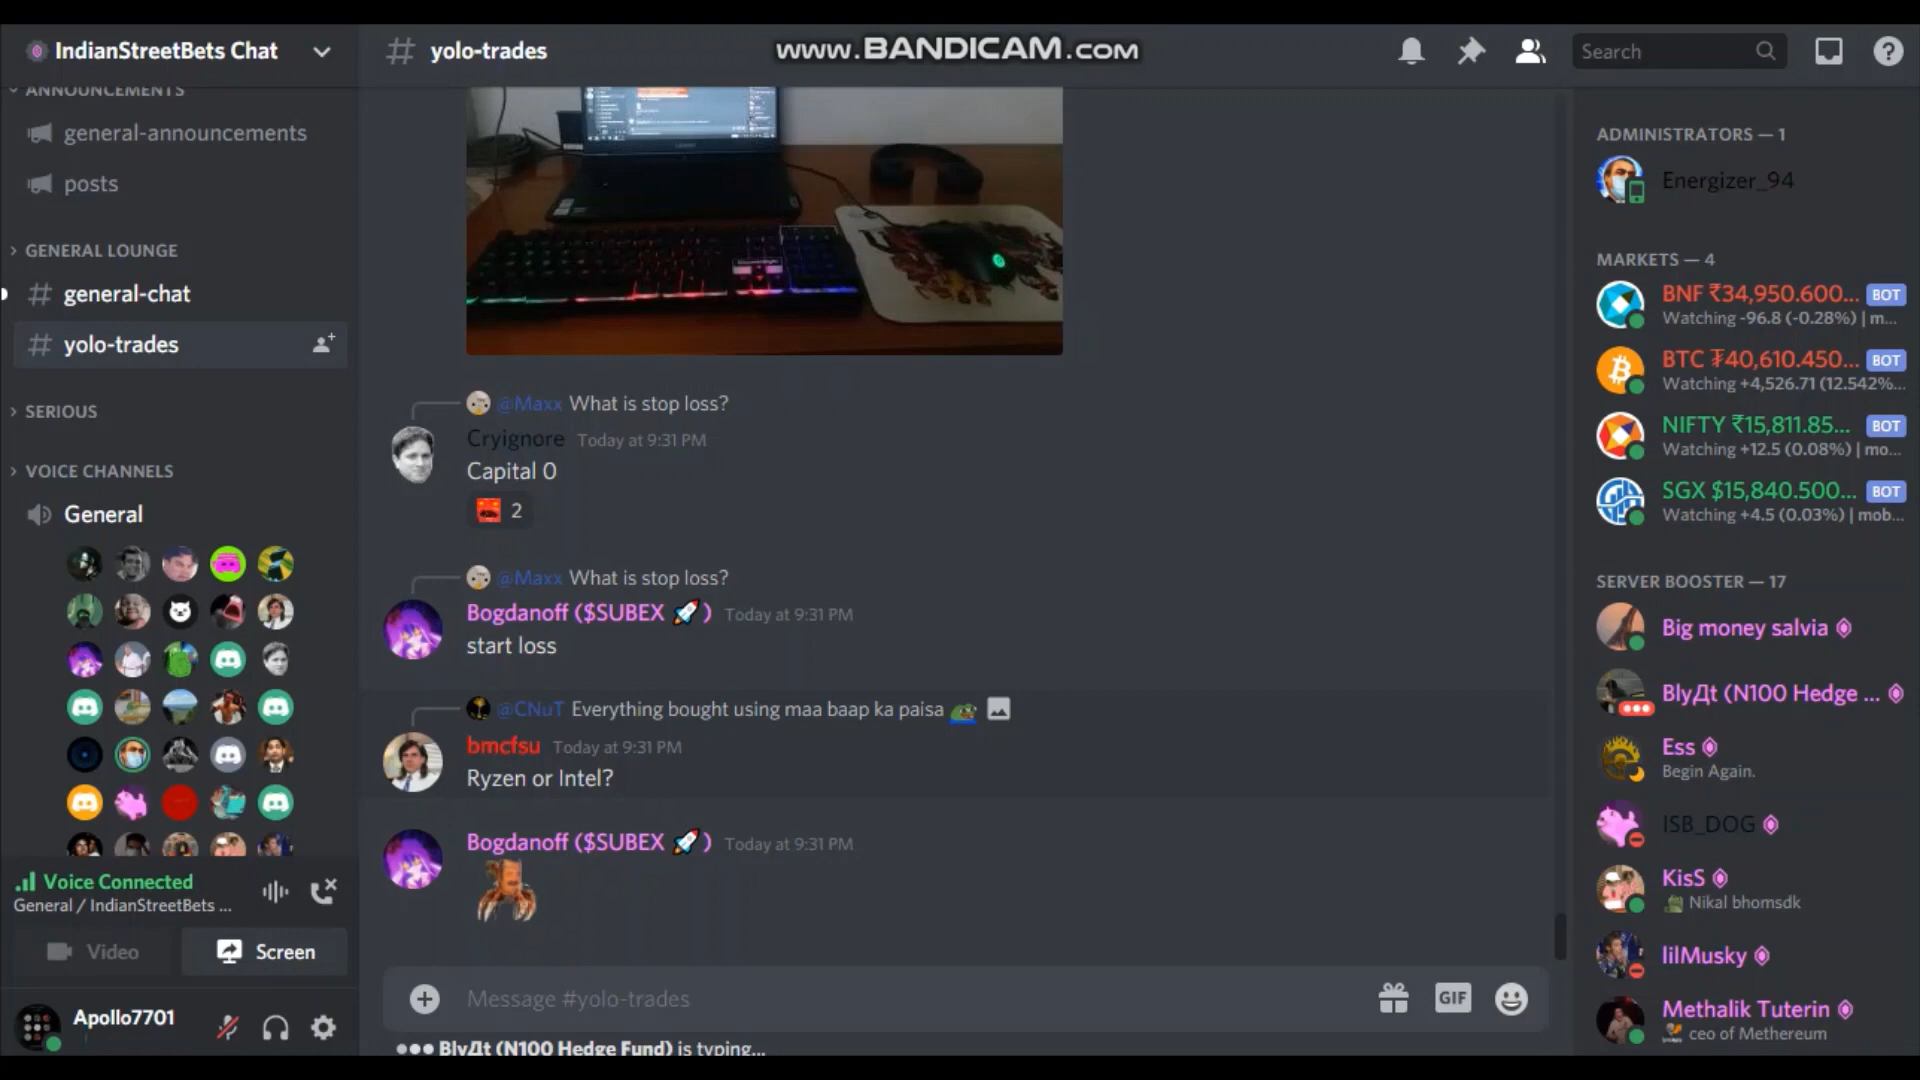 IndianStreetBets Chat
yolo-trades
www.BANDICAM.com
Search
ANNOUNCEMENTS
general-announcements
posts
GENERAL LOUNGE
general-chat
yolo-trades
SERIOUS
VOICE CHANNELS
General
Voice Connected
General / IndianStreetBets ...
Video
Screen
Apollo7701
@Maxx What is stop loss?
Cryignore Today at 9:31 PM
Capital 0
2
@Maxx What is stop loss?
Bogdanoff ($SUBEX 🚀 ) Today at 9:31 PM
start loss
@CNuT Everything bought using maa baap ka paisa
bmcfsu Today at 9:31 PM
Ryzen or Intel?
Bogdanoff ($SUBEX 🚀 ) Today at 9:31 PM
Message #yolo-trades
GIF
BlyДt (N100 Hedge Fund) is typing...
ADMINISTRATORS — 1
Energizer_94
MARKETS — 4
BNF ₹34,950.600... BOT
Watching -96.8 (-0.28%) | m...
BTC ₮40,610.450... BOT
Watching +4,526.71 (12.542%...
NIFTY ₹15,811.85... BOT
Watching +12.5 (0.08%) | mo...
SGX $15,840.500... BOT
Watching +4.5 (0.03%) | mob...
SERVER BOOSTER — 17
Big money salvia
BlyДt (N100 Hedge ...
Ess
Begin Again.
ISB_DOG
KisS
Nikal bhomsdk
lilMusky
Methalik Tuterin
ceo of Methereum